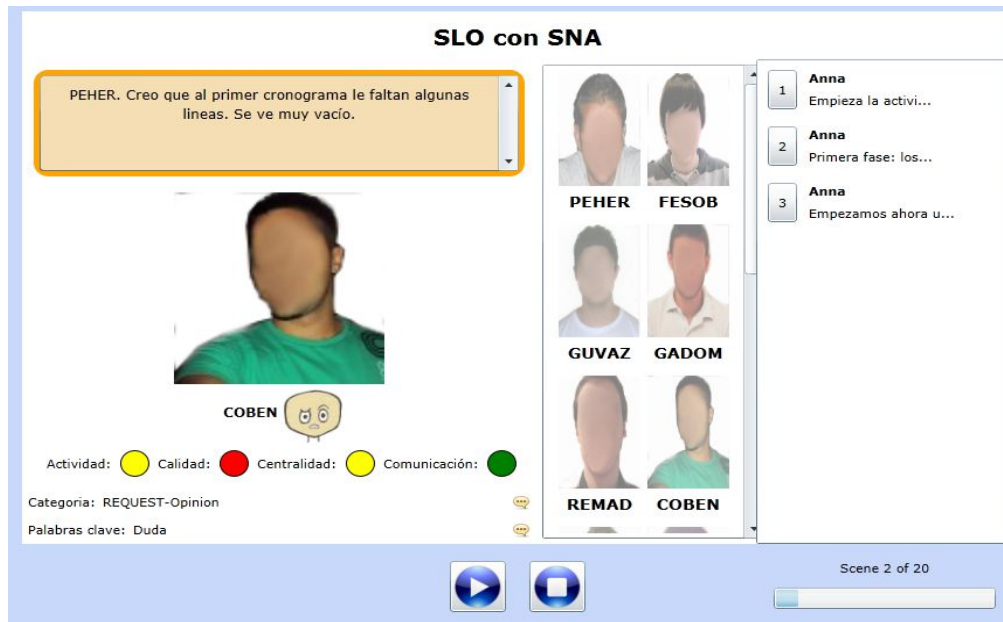 SLO con SNA
PEHER. Creo que al primer cronograma le faltan algunas
lineas. Se ve muy vacío.
COBEN
Actividad: Calidad: Centralidad: Comunicación:
Categoria: REQUEST-Opinion
Palabras clave: Duda
PEHER FESOB
GUVAZ GADOM
REMAD COBEN
1 Anna
Empieza la activi...
2 Anna
Primera fase: los...
3 Anna
Empezamos ahora u...
Scene 2 of 20